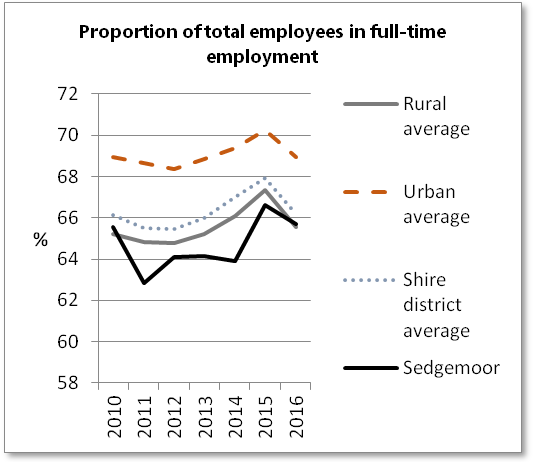 Proportion of total employees in full-time
employment
72
70
68
66
64
62
60
58
%
2010
2011
2012
2013
2014
2015
2016
Rural
average
Urban
average
Shire
district
average
Sedgemoor